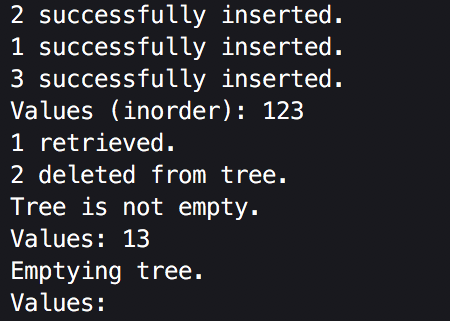 2 successfully inserted.
1 successfully inserted.
3 successfully inserted.
Values (inorder): 123
1 retrieved.
2 deleted from tree.
Tree is not empty.
Values: 13
Emptying tree.
Values: